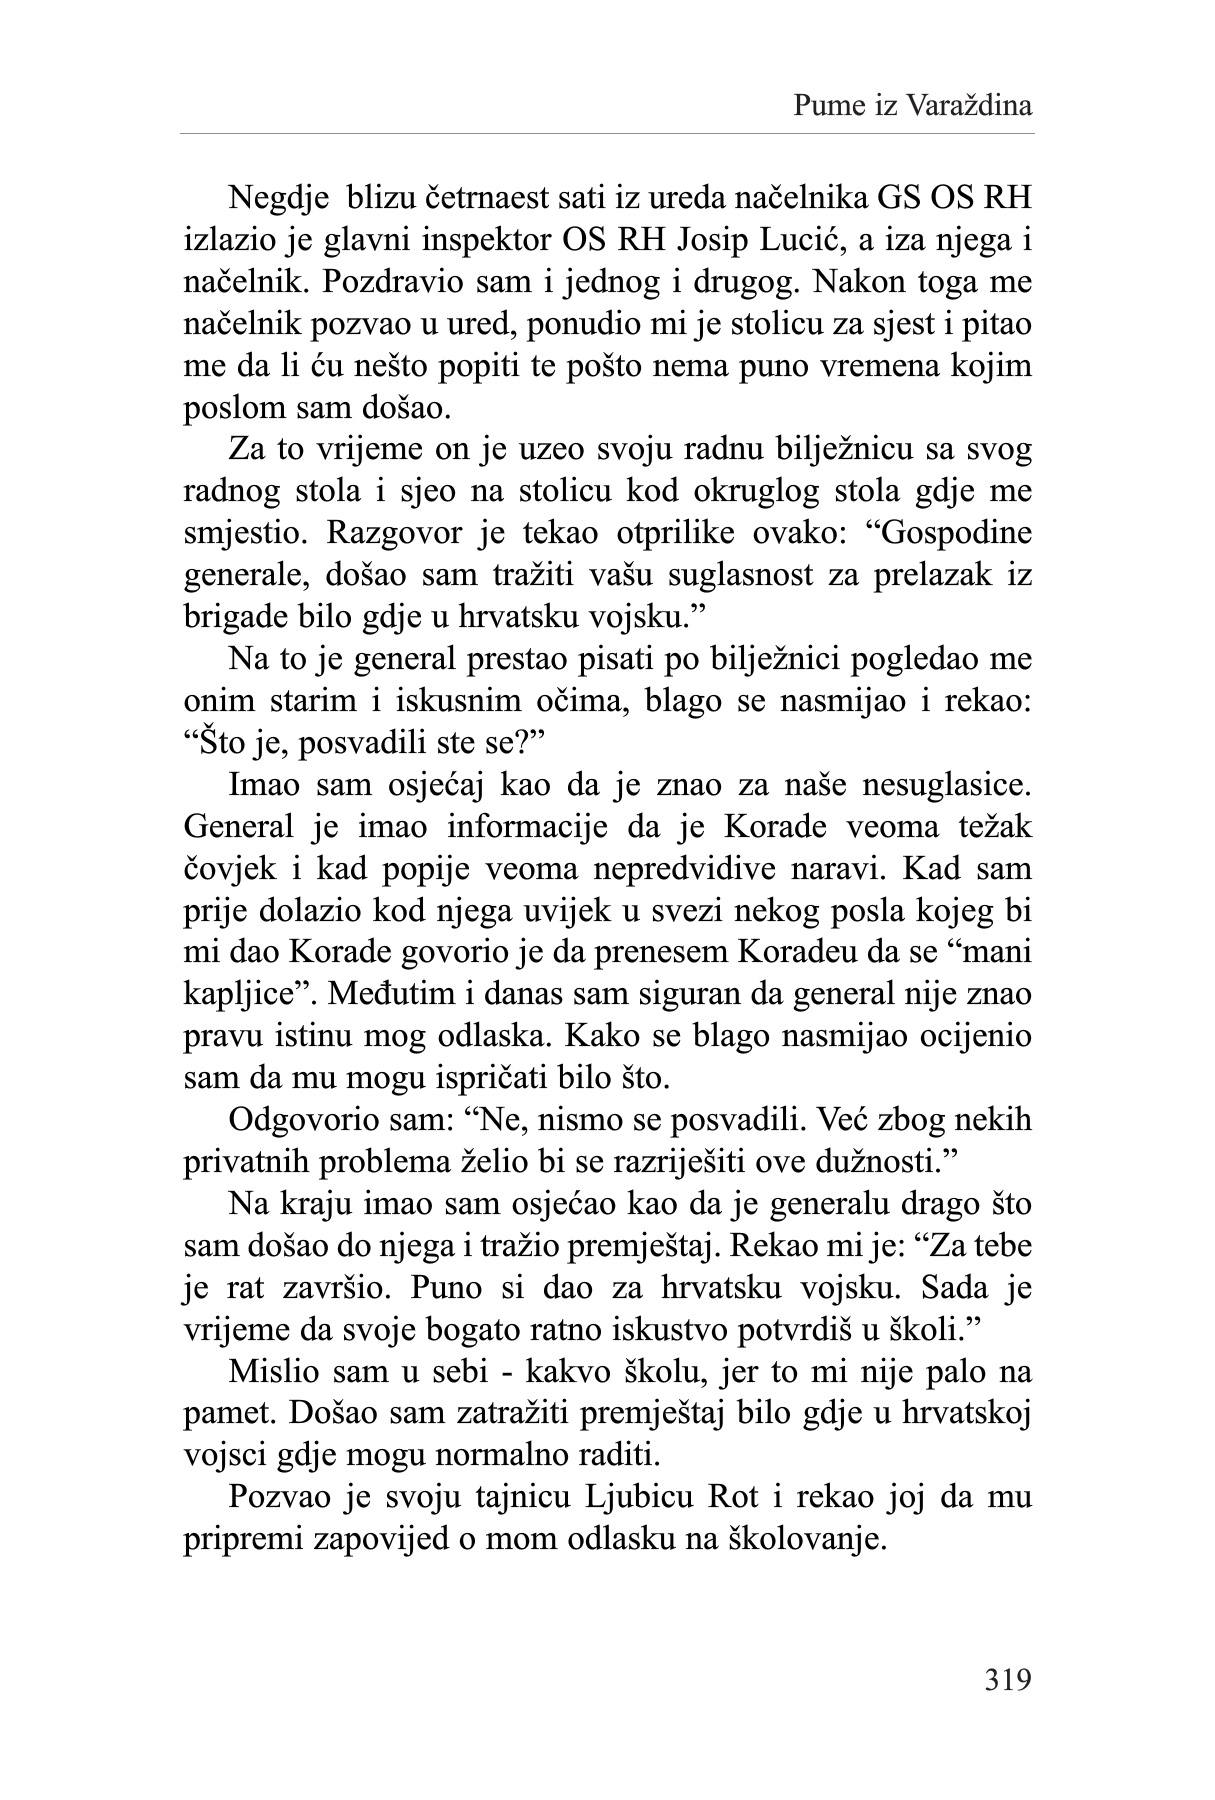 Pume iz Varaždina
Negdje  blizu četrnaest sati iz ureda načelnika GS OS RH
izlazio je glavni inspektor OS RH Josip Lucić, a iza njega i
načelnik. Pozdravio sam i jednog i drugog. Nakon toga me
načelnik pozvao u ured, ponudio mi je stolicu za sjest i pitao
me da li ću nešto popiti te pošto nema puno vremena kojim
poslom sam došao.
Za to vrijeme on je uzeo svoju radnu bilježnicu sa svog
radnog stola i sjeo na stolicu kod okruglog stola gdje me
smjestio. Razgovor je tekao otprilike ovako: “Gospodine
generale, došao sam tražiti vašu suglasnost za prelazak iz
brigade bilo gdje u hrvatsku vojsku.”
Na to je general prestao pisati po bilježnici pogledao me
onim starim i iskusnim očima, blago se nasmijao i rekao:
“Što je, posvadili ste se?”
Imao sam osjećaj kao da je znao za naše nesuglasice.
General je imao informacije da je Korade veoma težak
čovjek i kad popije veoma nepredvidive naravi. Kad sam
prije dolazio kod njega uvijek u svezi nekog posla kojeg bi
mi dao Korade govorio je da prenesem Koradeu da se “mani
kapljice”. Međutim i danas sam siguran da general nije znao
pravu istinu mog odlaska. Kako se blago nasmijao ocijenio
sam da mu mogu ispričati bilo što.
Odgovorio sam: “Ne, nismo se posvadili. Već zbog nekih
privatnih problema želio bi se razriješiti ove dužnosti.”
Na kraju imao sam osjećao kao da je generalu drago što
sam došao do njega i tražio premještaj. Rekao mi je: “Za tebe
je rat završio. Puno si dao za hrvatsku vojsku. Sada je
vrijeme da svoje bogato ratno iskustvo potvrdiš u školi.”
Mislio sam u sebi - kakvo školu, jer to mi nije palo na
pamet. Došao sam zatražiti premještaj bilo gdje u hrvatskoj
vojsci gdje mogu normalno raditi.
Pozvao je svoju tajnicu Ljubicu Rot i rekao joj da mu
pripremi zapovijed o mom odlasku na školovanje.
319